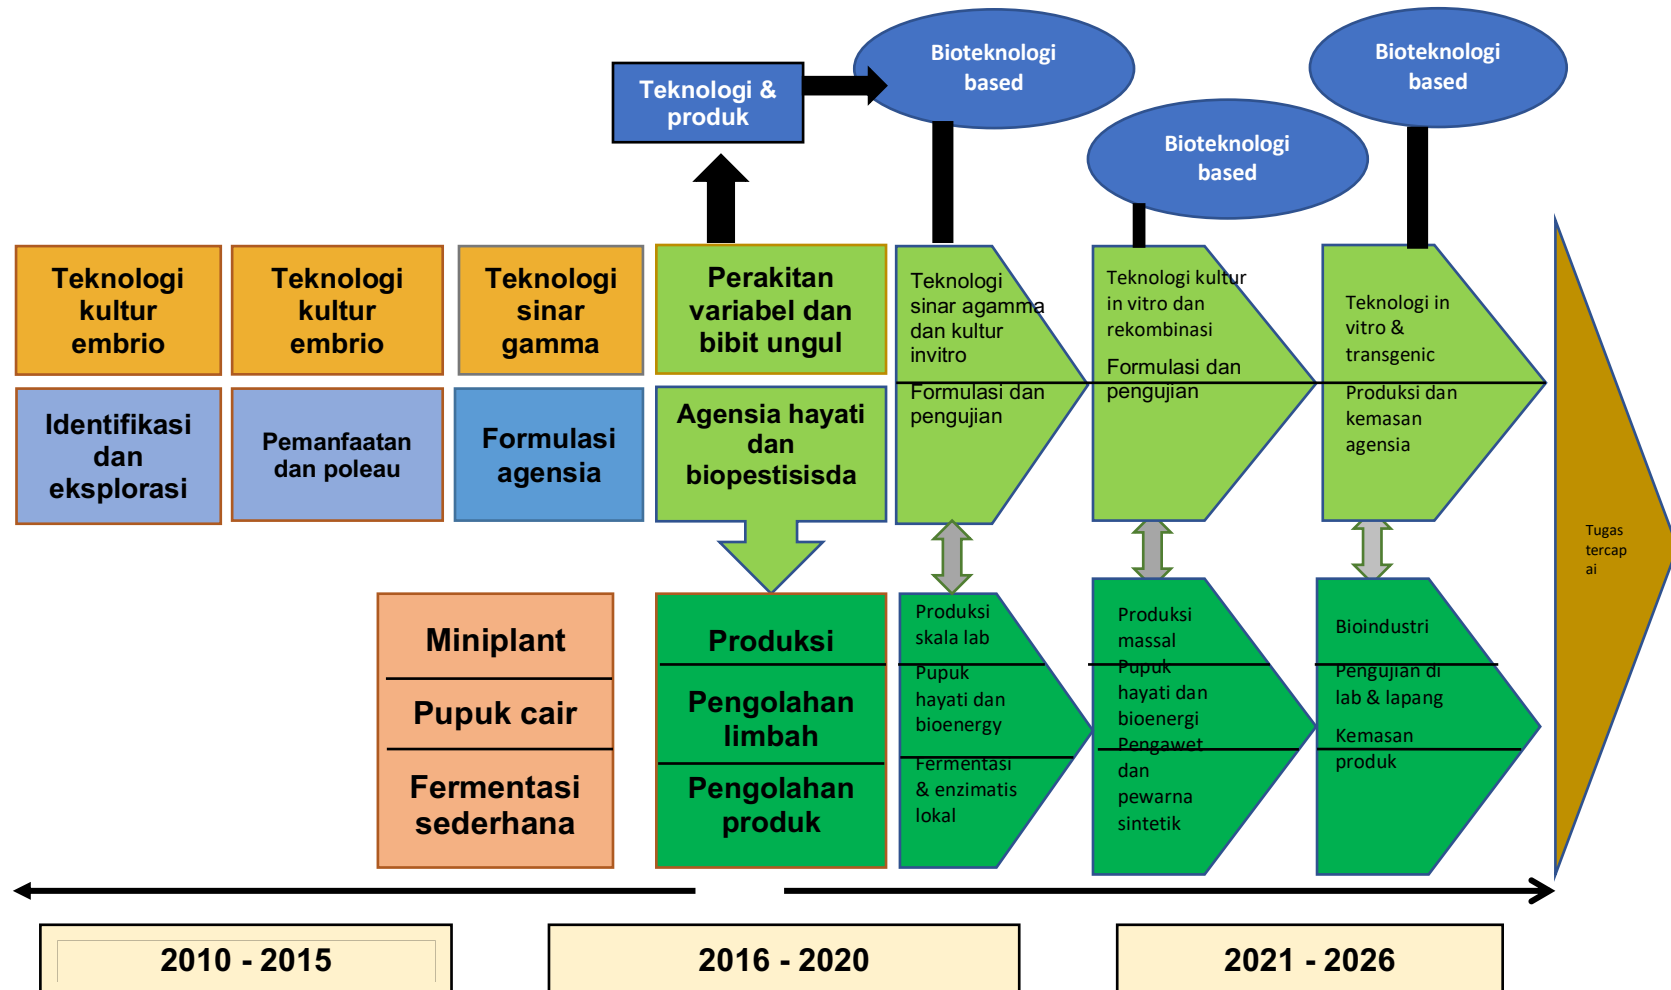 Teknologi &
produk
Bioteknologi
based
Bioteknologi
based
Bioteknologi
based
Teknologi
kultur
embrio
Teknologi
kultur
embrio
Teknologi
sinar
gamma
Perakitan
variabel dan
bibit ungul
Teknologi
sinar agamma
dan kultur
invitro
Formulasi dan
pengujian
Teknologi kultur
in vitro dan
rekombinasi
Formulasi dan
pengujian
Teknologi in
vitro &
transgenic
Produksi dan
kemasan
agensia
Identifikasi
dan
eksplorasi
Pemanfaatan
dan poleau
Formulasi
agensia
Agensia hayati
dan
biopestisisda
Tugas
tercap
ai
Miniplant
Pupuk cair
Fermentasi
sederhana
Produksi
Pengolahan
limbah
Pengolahan
produk
Produksi
skala lab
Pupuk
hayati dan
bioenergy
Fermentasi
& enzimatis
lokal
Produksi
massal
Pupuk
hayati dan
bioenergi
Pengawet
dan
pewarna
sintetik
Bioindustri
Pengujian di
lab & lapang
Kemasan
produk
2010 - 2015
2016 - 2020
2021 - 2026